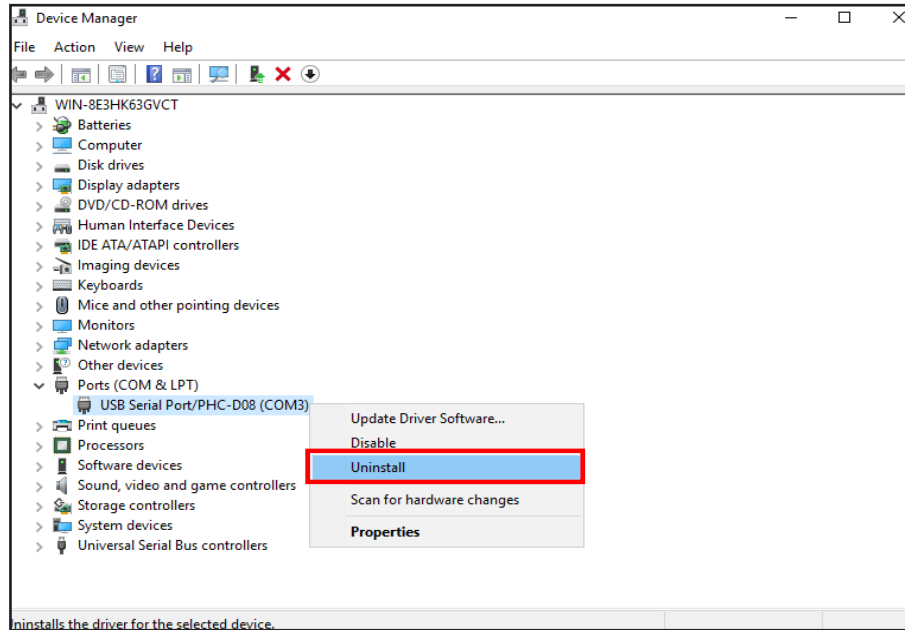 Device Manager
File Action View Help
WIN-8E3HK63GVCT
Batteries
Computer
Disk drives
Display adapters
DVD/CD-ROM drives
Human Interface Devices
IDE ATA/ATAPI controllers
Imaging devices
Keyboards
Mice and other pointing devices
Monitors
Network adapters
Other devices
Ports (COM & LPT)
USB Serial Port/PHC-D08 (COM3)
Print queues
Processors
Software devices
Sound, video and game controllers
Storage controllers
System devices
Universal Serial Bus controllers
Update Driver Software...
Disable
Uninstall
Scan for hardware changes
Properties
Uninstalls the driver for the selected device.